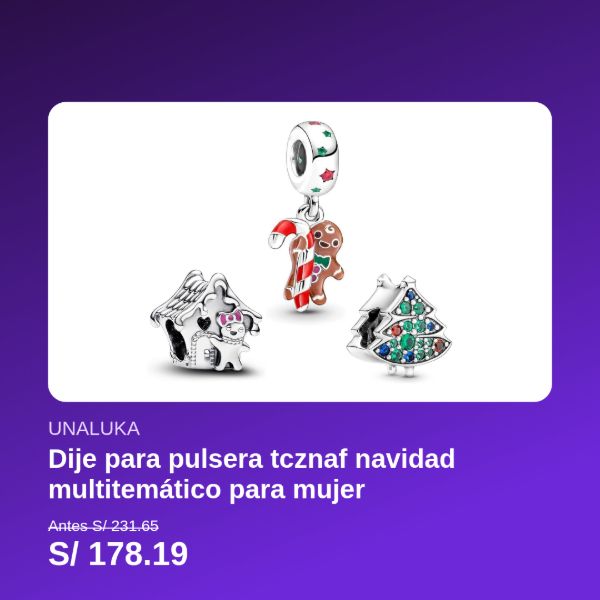 UNALUKA
Dije para pulsera tcznaf navidad
multitemático para mujer
Antes S/ 231.65
S/ 178.19